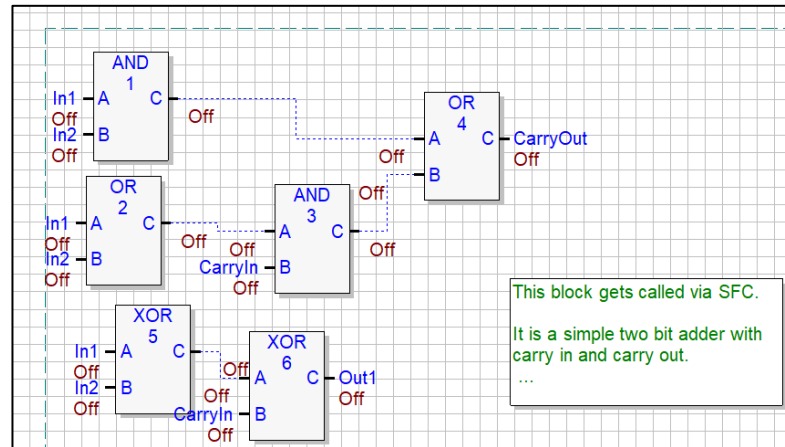 AND
1
In1 A C
Off Off
In2 B
Off
OR
4
A C CarryOut
Off Off
B
Off
OR
2
In1 A C
Off Off
In2 B
Off
AND
3
A C
Off Off
CarryIn B
Off
XOR
5
In1 A C
Off Off
In2 B
Off
XOR
6
A C Out1
Off Off
CarryIn B
Off
This block gets called via SFC.
It is a simple two bit adder with
carry in and carry out.
...